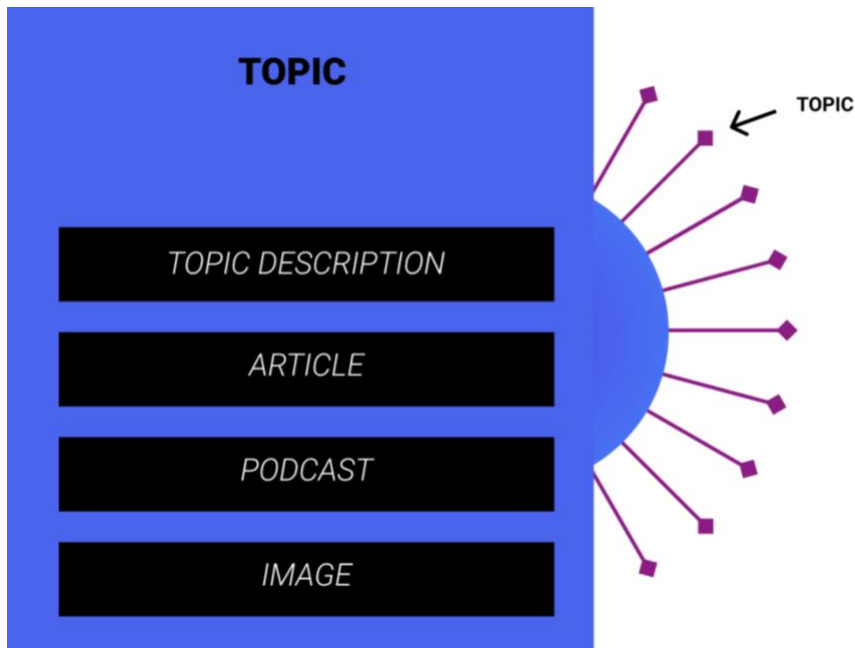 TOPIC
TOPIC
TOPIC DESCRIPTION
ARTICLE
PODCAST
IMAGE